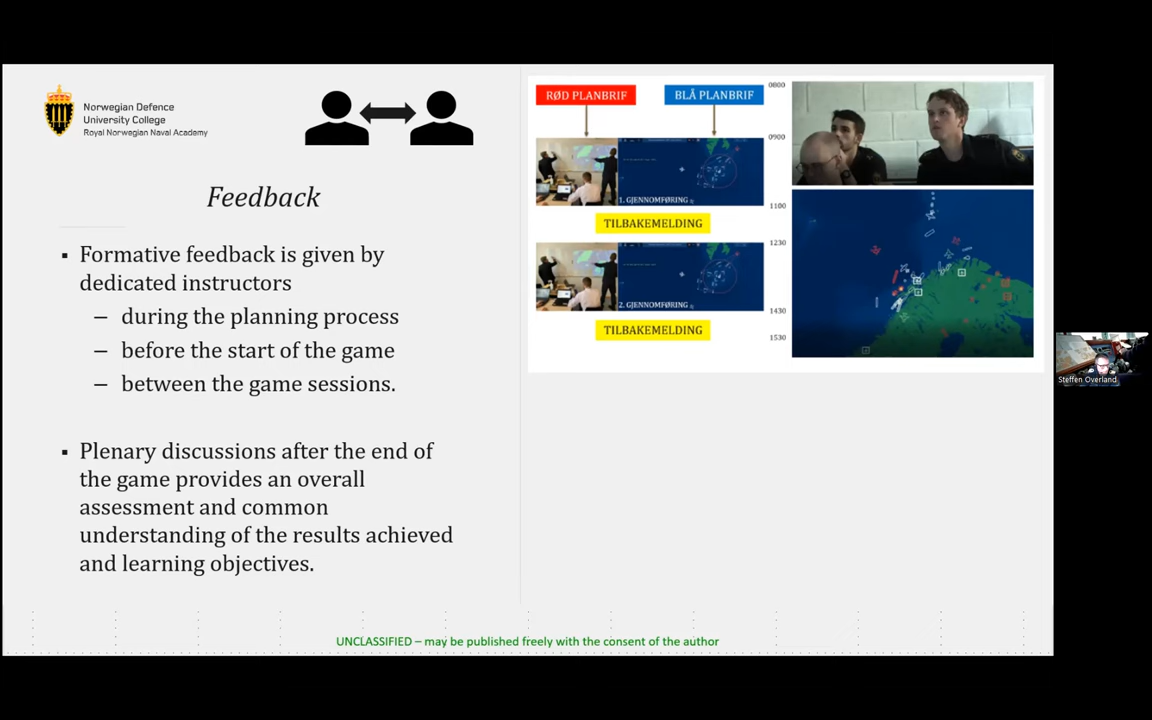 Norwegian Defence
University College
Royal Norwegian Naval Academy
Feedback
▪ Formative feedback is given by
dedicated instructors
– during the planning process
– before the start of the game
– between the game sessions.
▪ Plenary discussions after the end of
the game provides an overall
assessment and common
understanding of the results achieved
and learning objectives.
RØD PLANBRIF
BLÅ PLANBRIF
0800
0900
1. GJENNOMFØRING
1100
TILBAKEMELDING
1230
2. GJENNOMFØRING
1430
TILBAKEMELDING
1530
UNCLASSIFIED – may be published freely with the consent of the author
Steffen Overland